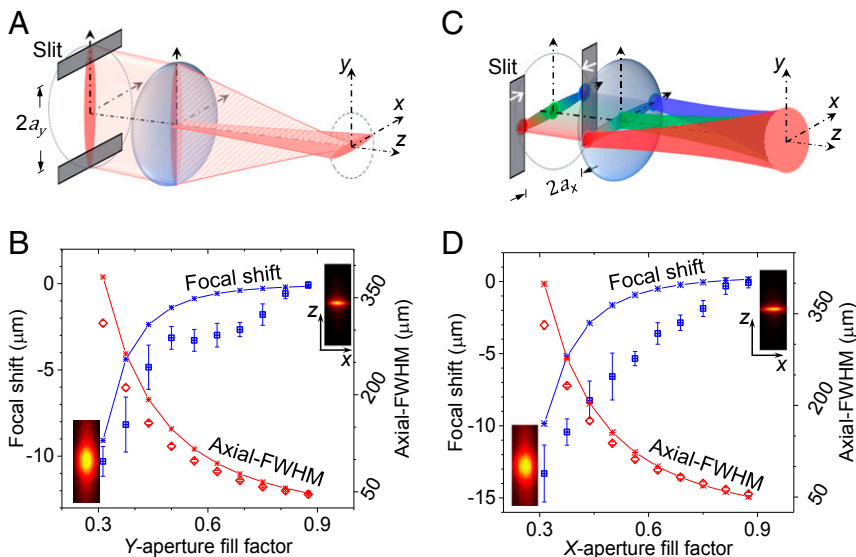 A
Slit
2a_y
y
x
z
B
Focal shift (μm)
0
-5
-10
Focal shift
Axial-FWHM
z
x
350
200
50
Axial-FWHM (μm)
0.3
0.6
0.9
Y-aperture fill factor
C
Slit
2a_x
y
x
z
D
Focal shift (μm)
0
-5
-10
-15
Focal shift
Axial-FWHM
z
x
350
200
50
Axial-FWHM (μm)
0.3
0.6
0.9
X-aperture fill factor